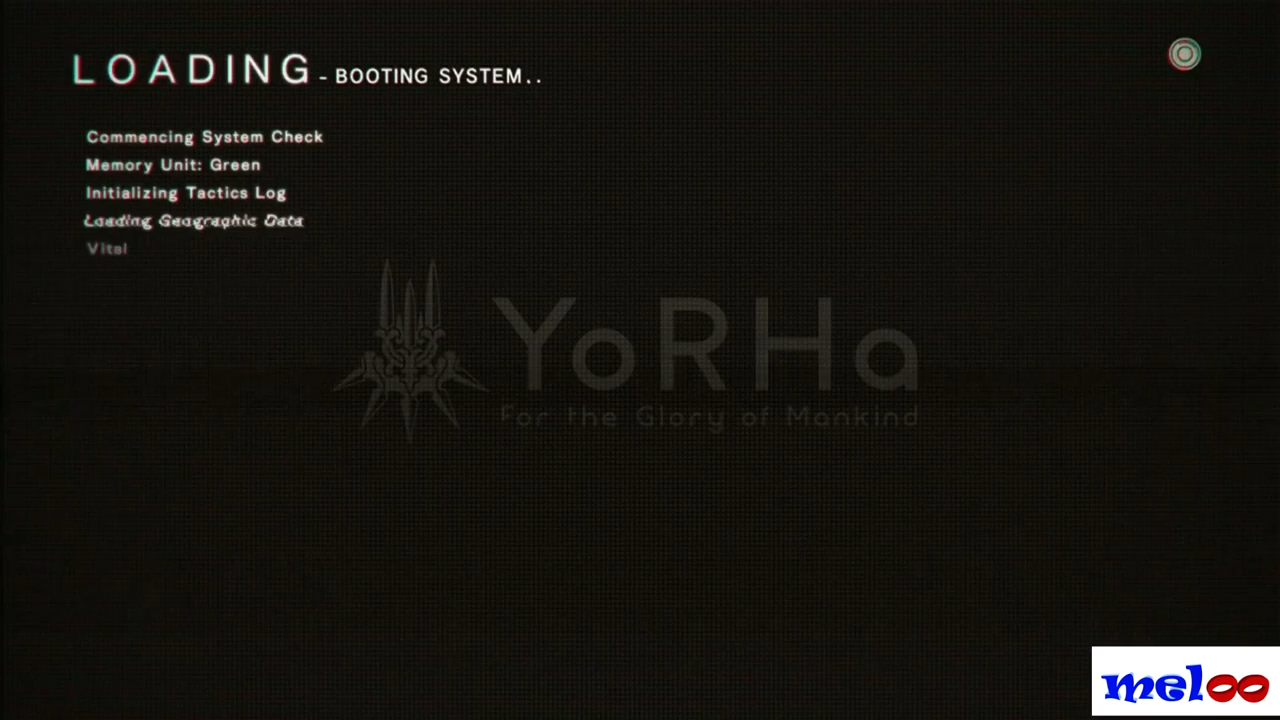 LOADING - BOOTING SYSTEM..
Commencing System Check
Memory Unit: Green
Initializing Tactics Log
Loading Geographic Data
Vital
YoRHa
For the Glory of Mankind
meloo